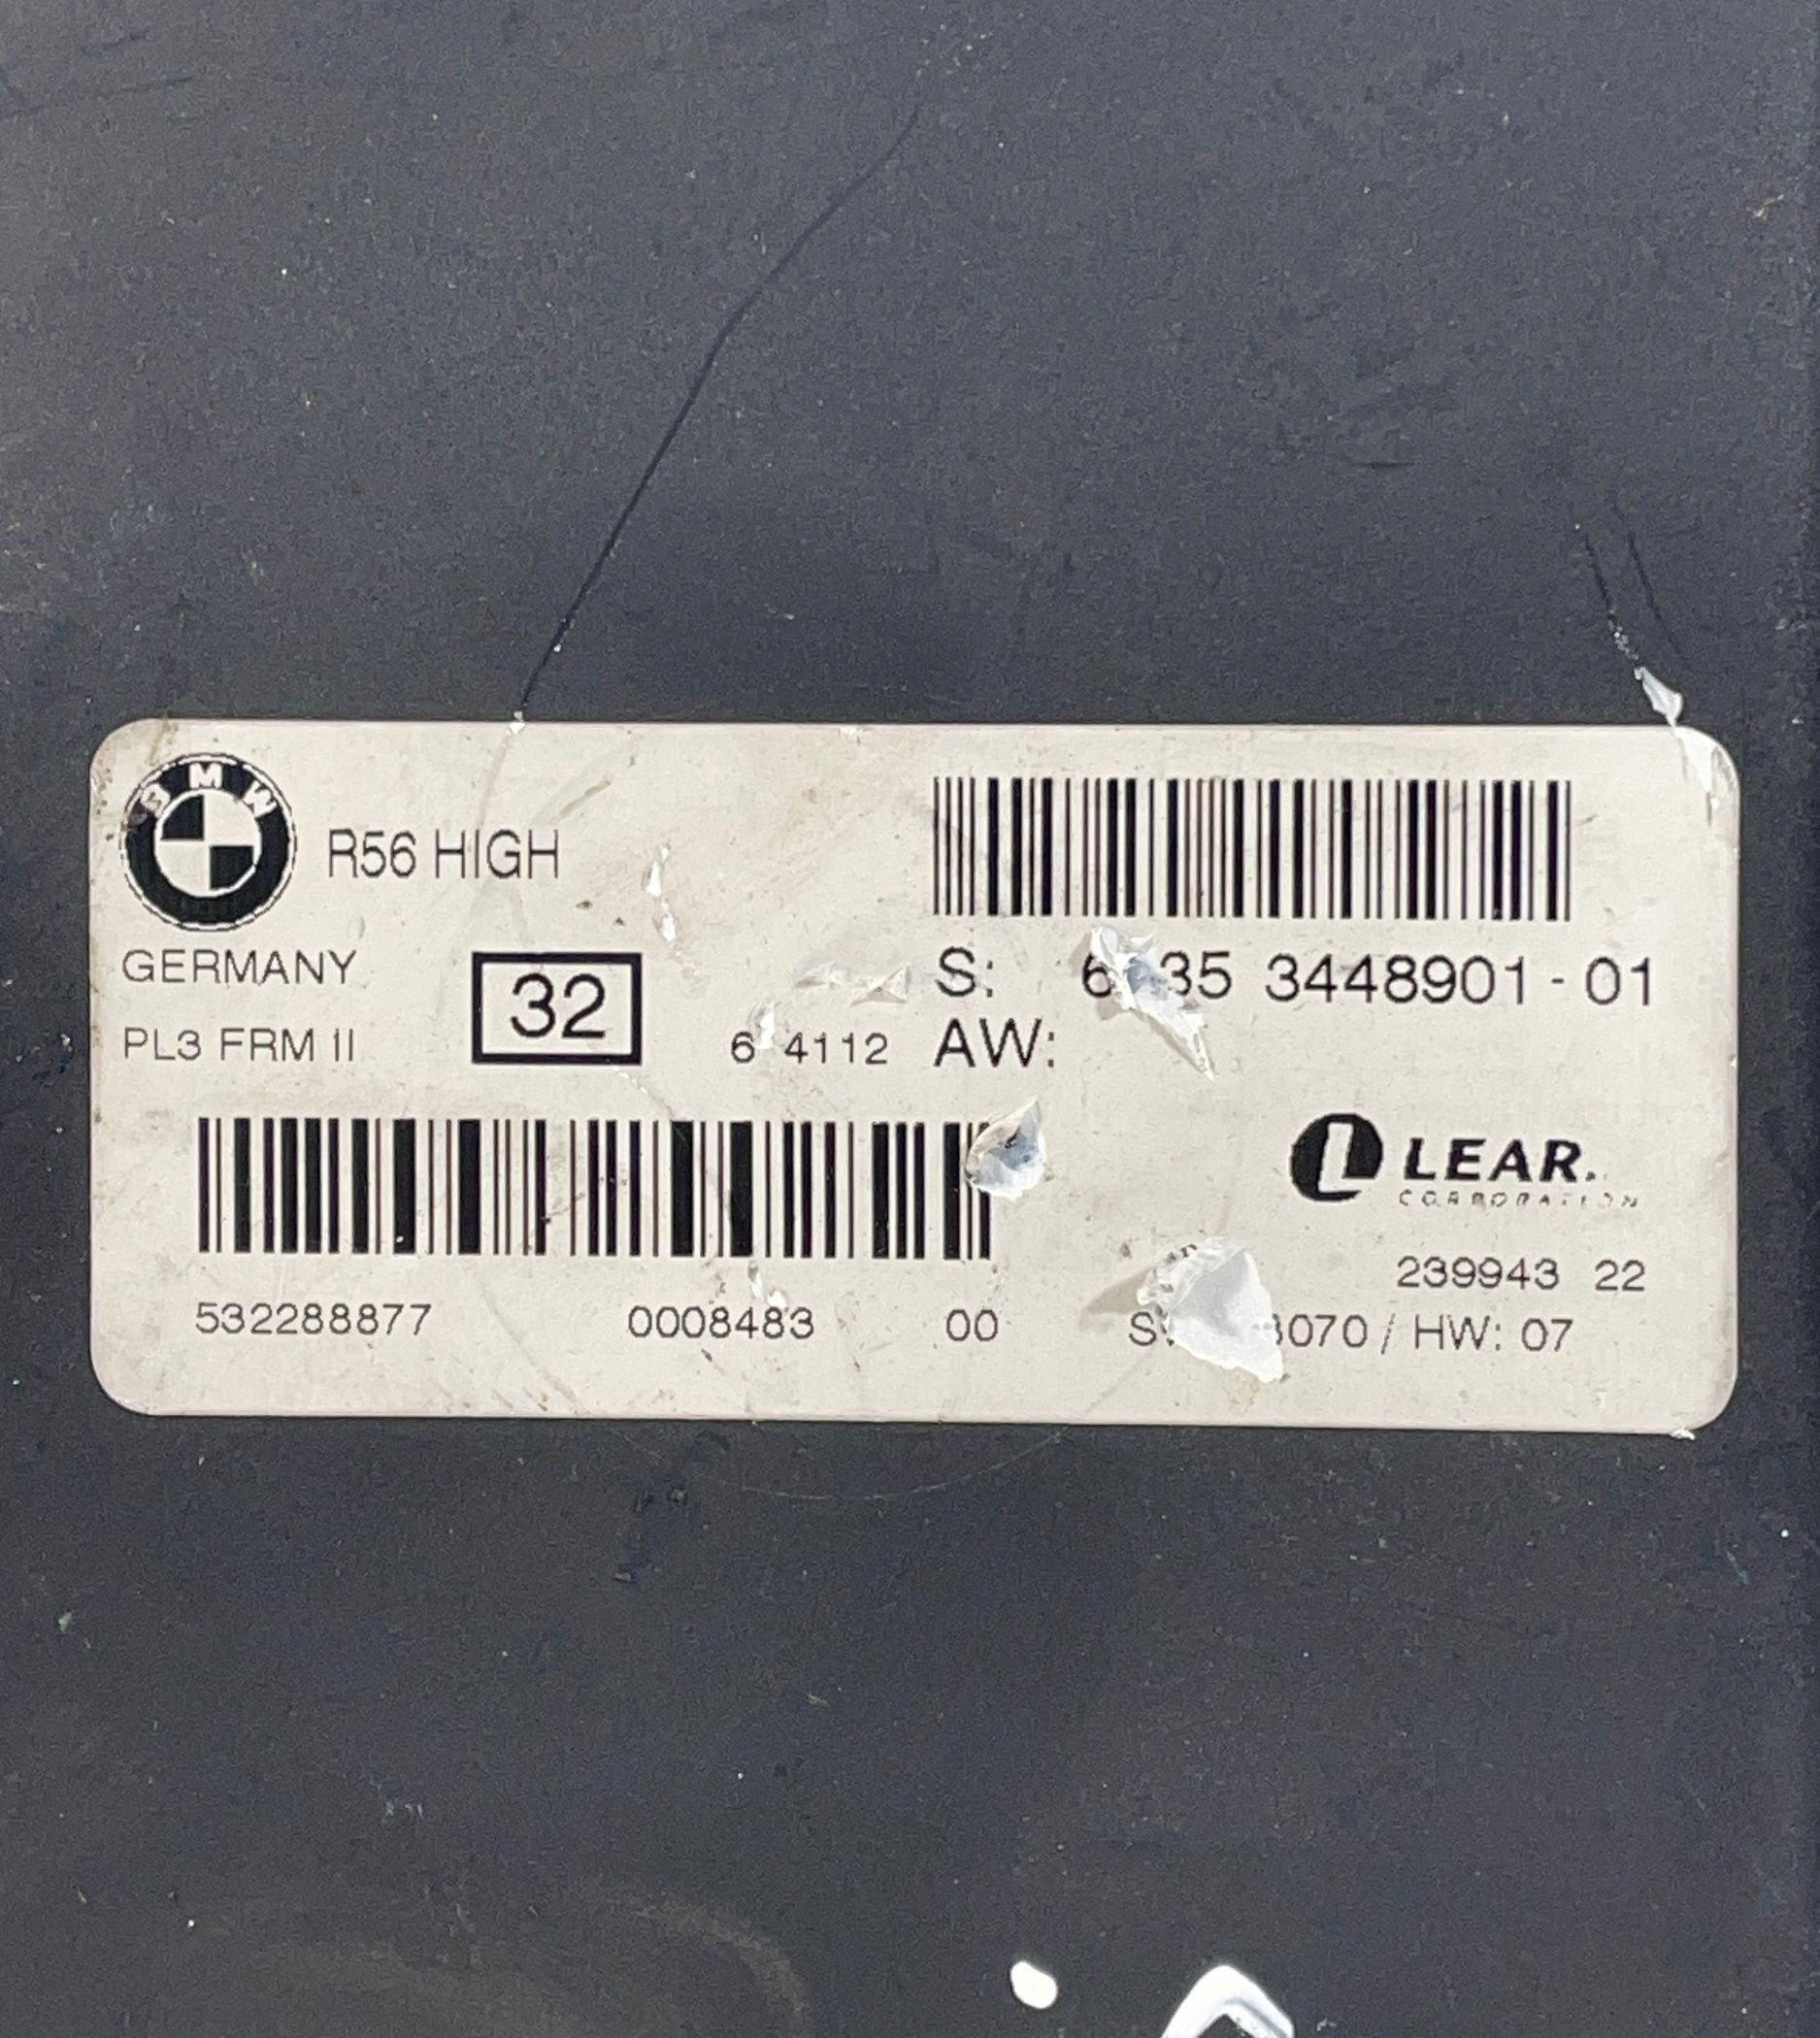 BMW
R56 HIGH
GERMANY
32
S: 35 3448901 - 01
PL3 FRM II
4112
AW:
LEAR.
CORPORATION
239943 22
532288877 0008483 00
/ HW: 07